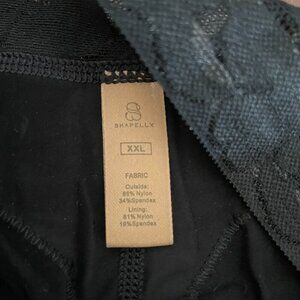 SHAPELLX
XXL
FABRIC
Outside:
66% Nylon
34%Spandex
Lining:
81% Nylon
19%Spandex